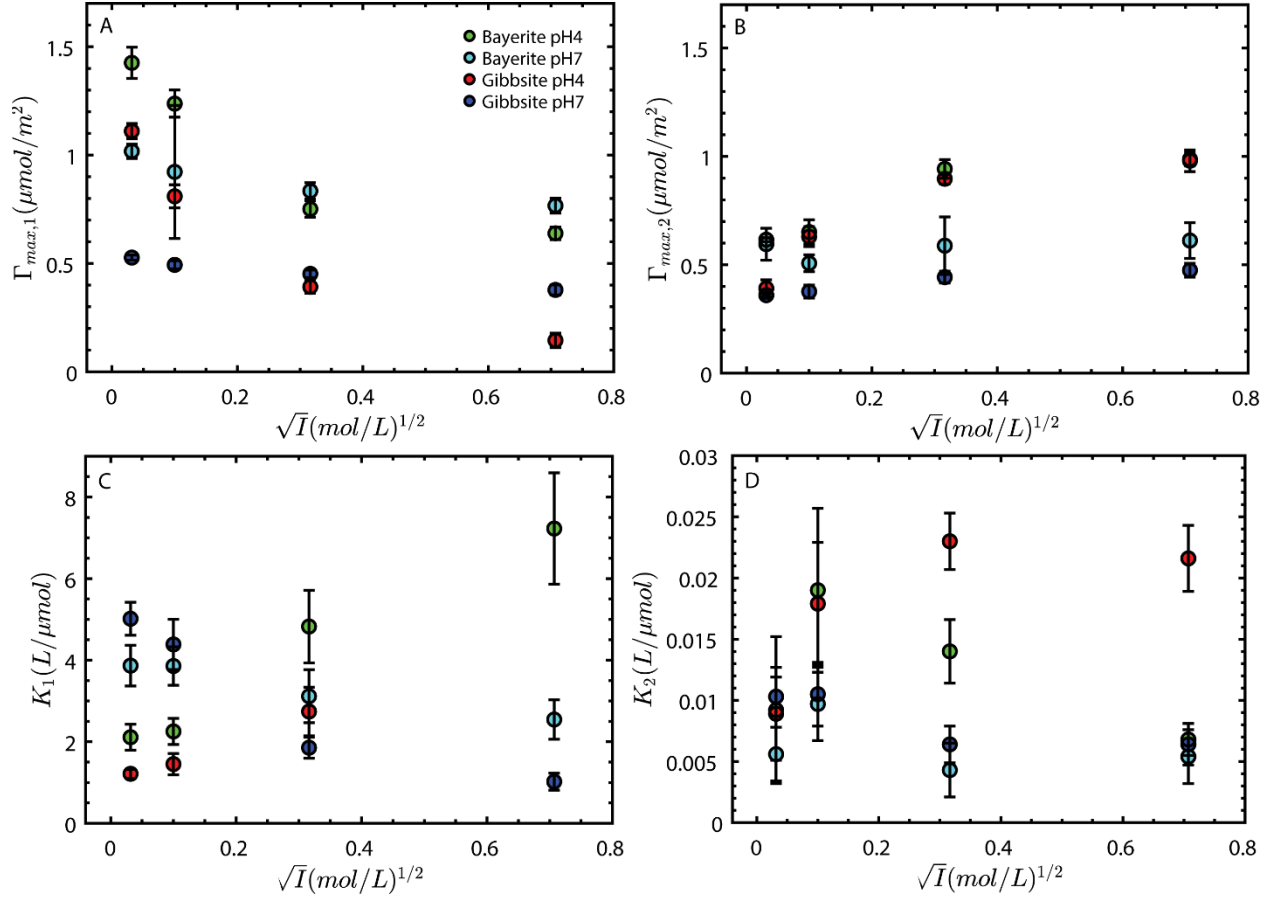 A
Bayerite pH4
Bayerite pH7
Gibbsite pH4
Gibbsite pH7
1.5
1
0.5
0
Γmax,1(μmol/m²)
0 0.2 0.4 0.6 0.8
√I(mol/L)^1/2
B
1.5
1
0.5
0
Γmax,2(μmol/m²)
0 0.2 0.4 0.6 0.8
√I(mol/L)^1/2
C
8
6
4
2
0
K₁(L/μmol)
0 0.2 0.4 0.6 0.8
√I(mol/L)^1/2
D
0.03
0.025
0.02
0.015
0.01
0.005
0
K₂(L/μmol)
0 0.2 0.4 0.6 0.8
√I(mol/L)^1/2